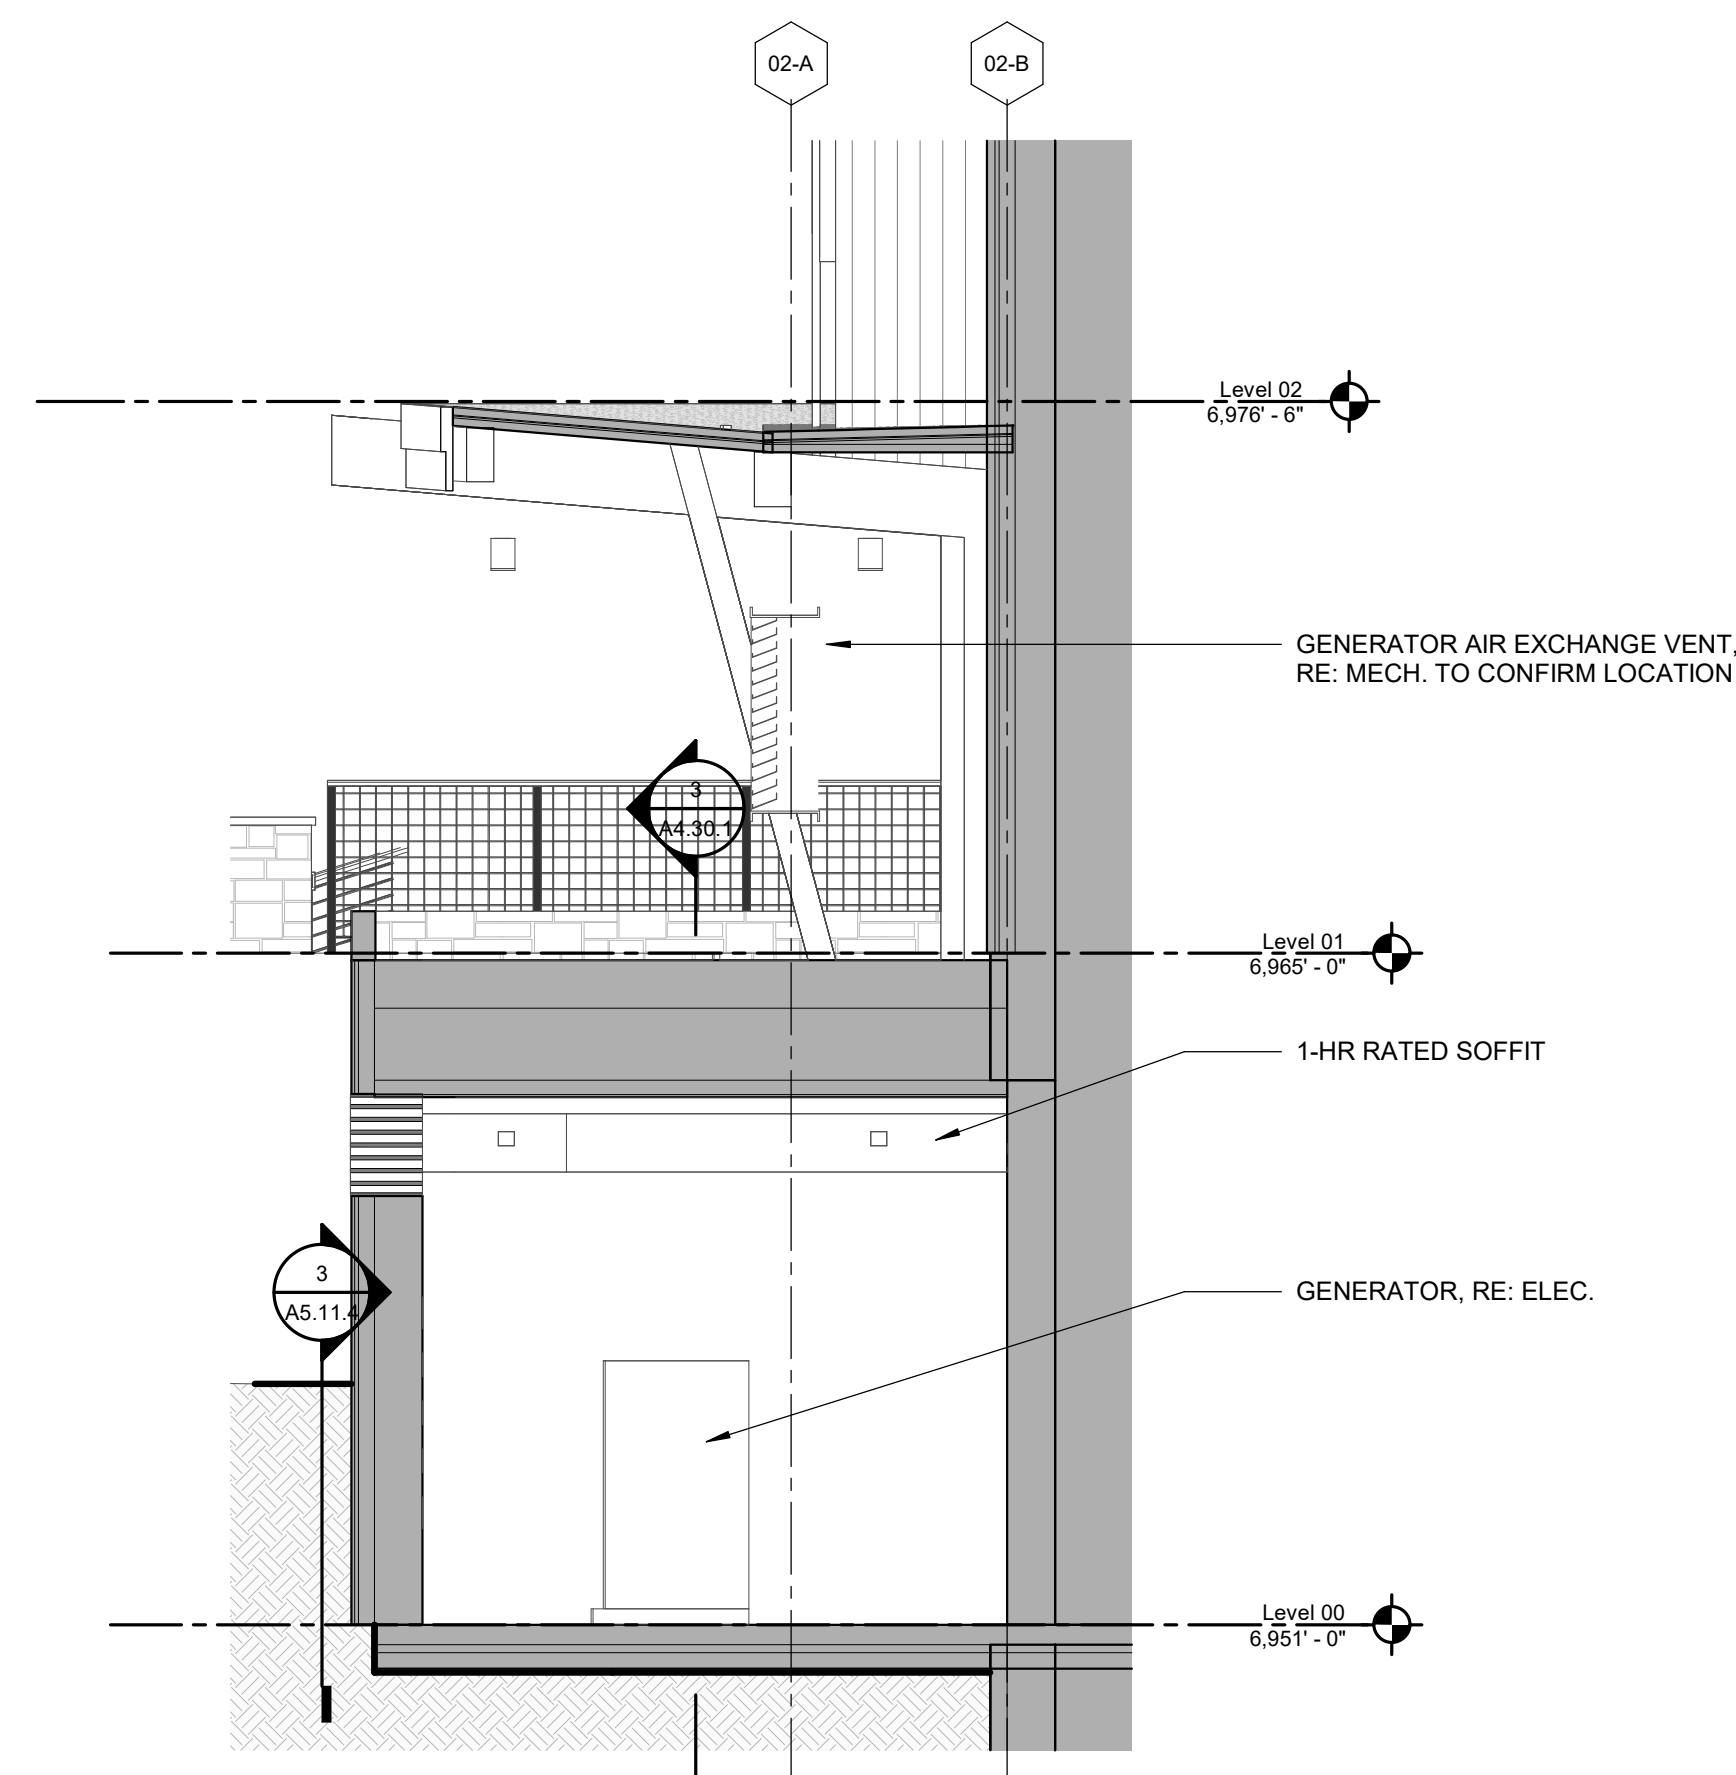 02-A
02-B
Level 02
6,976' - 6"
GENERATOR AIR EXCHANGE VENT,
RE: MECH. TO CONFIRM LOCATION
3
A4.30.1
Level 01
6,965' - 0"
1-HR RATED SOFFIT
3
A5.11.4
GENERATOR, RE: ELEC.
Level 00
6,951' - 0"